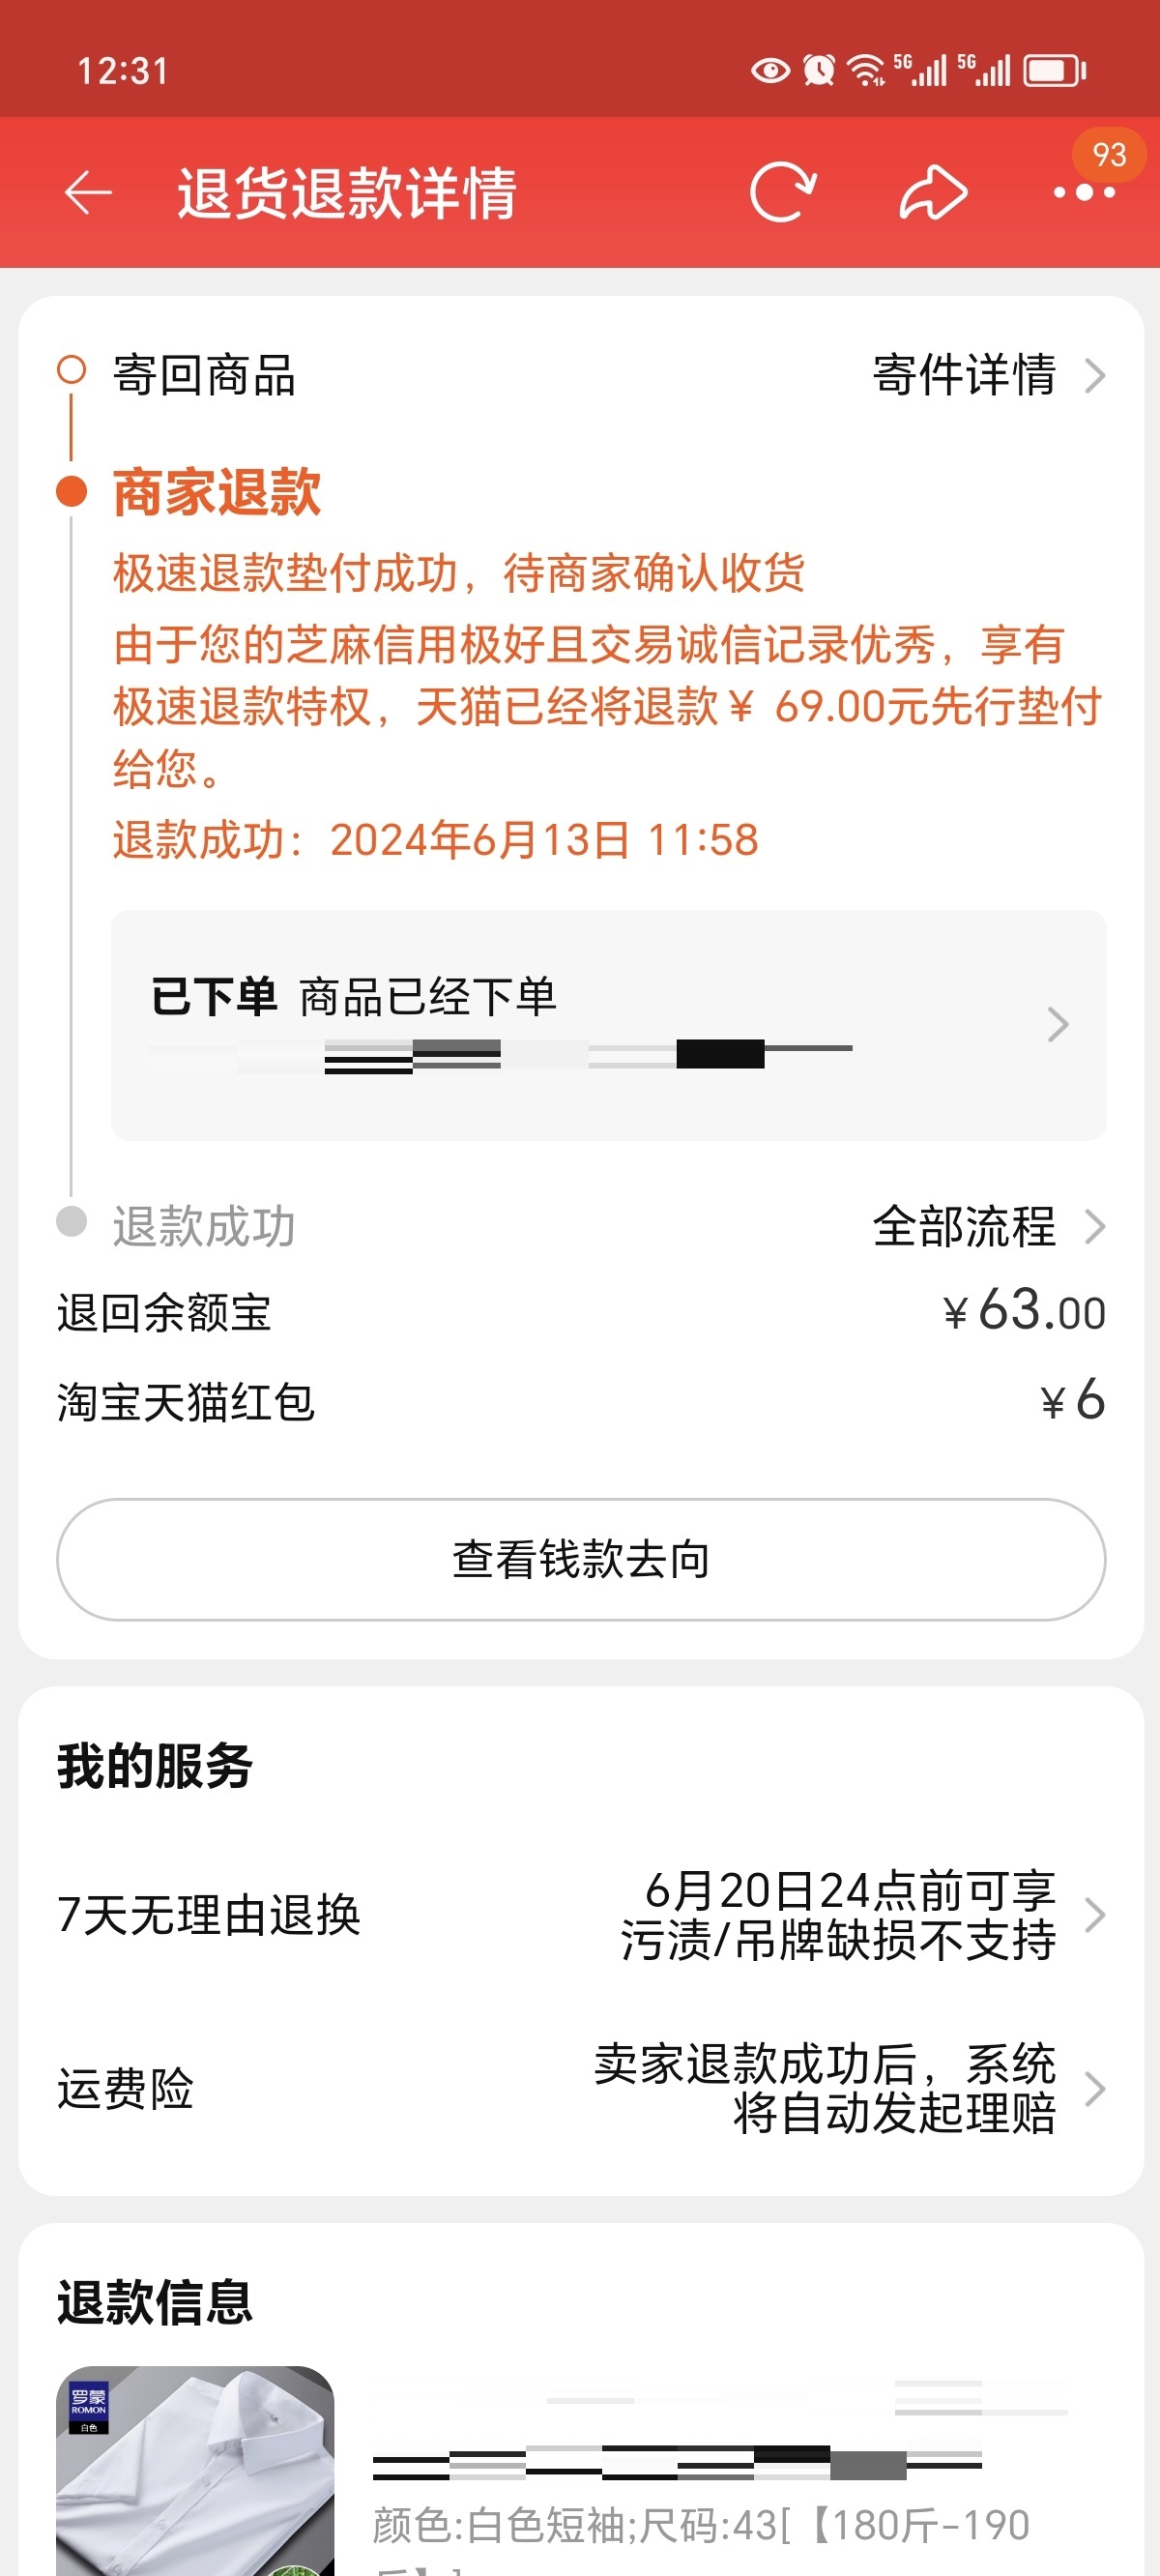 12:31
5G 5G
退货退款详情
93
寄回商品 寄件详情
商家退款
极速退款垫付成功，待商家确认收货
由于您的芝麻信用极好且交易诚信记录优秀，享有
极速退款特权，天猫已经将退款¥ 69.00元先行垫付
给您。
退款成功：2024年6月13日 11:58
已下单 商品已经下单
退款成功 全部流程
退回余额宝 ¥63.00
淘宝天猫红包 ¥6
查看钱款去向
我的服务
7天无理由退换 6月20日24点前可享
污渍/吊牌缺损不支持
运费险 卖家退款成功后，系统
将自动发起理赔
退款信息
罗蒙
ROMON
白色
颜色:白色短袖;尺码:43[【180斤-190